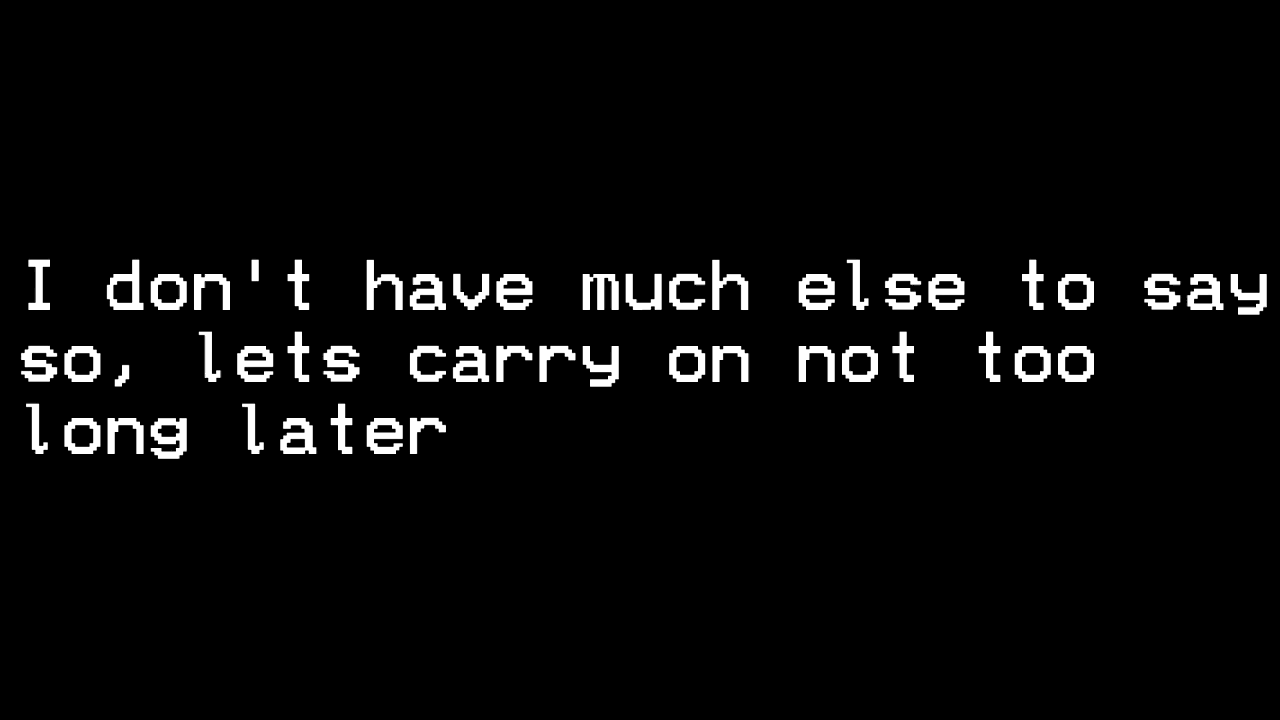 I don't have much else to say
so, lets carry on not too
long later